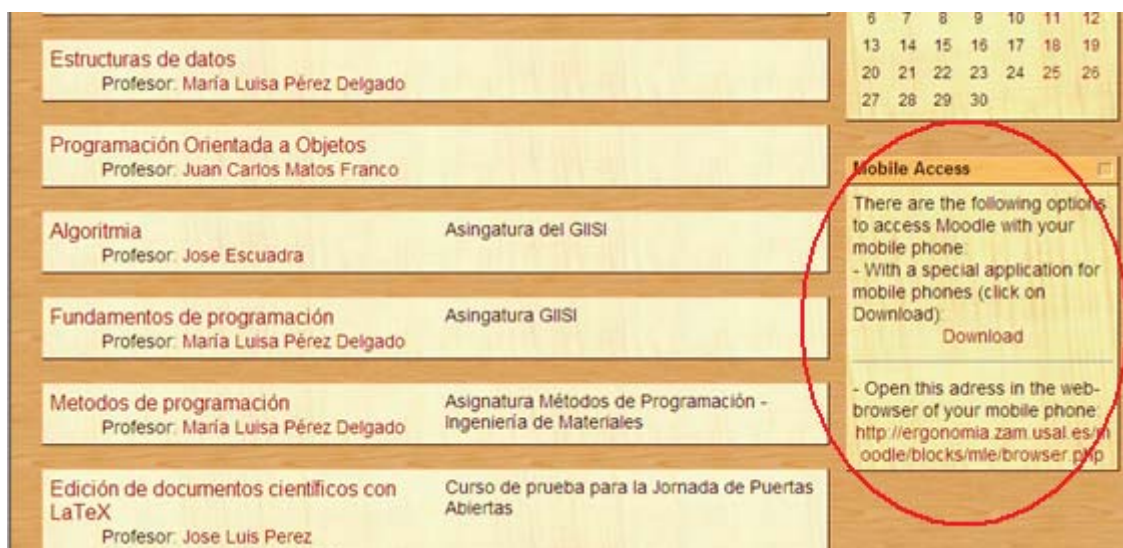 Estructuras de datos
Profesor: María Luisa Pérez Delgado
Programación Orientada a Objetos
Profesor: Juan Carlos Matos Franco
Algoritmia
Profesor: Jose Escuadra
Asingatura del GIISI
Fundamentos de programación
Profesor: María Luisa Pérez Delgado
Asingatura GIISI
Metodos de programación
Profesor: María Luisa Pérez Delgado
Asignatura Métodos de Programación -
Ingeniería de Materiales
Edición de documentos científicos con
LaTeX
Profesor: Jose Luis Perez
Curso de prueba para la Jornada de Puertas
Abiertas
6 7 8 9 10 11 12
13 14 15 16 17 18 19
20 21 22 23 24 25 26
27 28 29 30
Mobile Access
There are the following options
to access Moodle with your
mobile phone:
- With a special application for
mobile phones (click on
Download):
Download
- Open this adress in the web-
browser of your mobile phone:
http://ergonomia.zam.usal.es/m
oodle/blocks/mle/browser.php